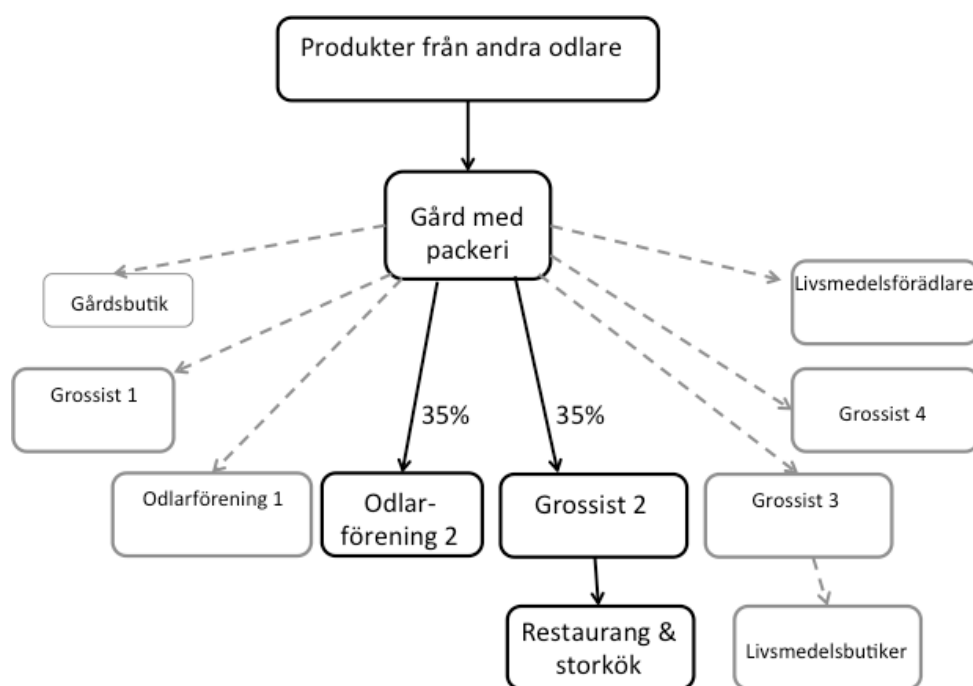 Produkter från andra odlare
Gård med
packeri
Gårdsbutik
Livsmedelsförädlare
Grossist 1
35%
35%
Grossist 4
Odlarförening 1
Odlar-
förening 2
Grossist 2
Grossist 3
Restaurang &
storkök
Livsmedelsbutiker